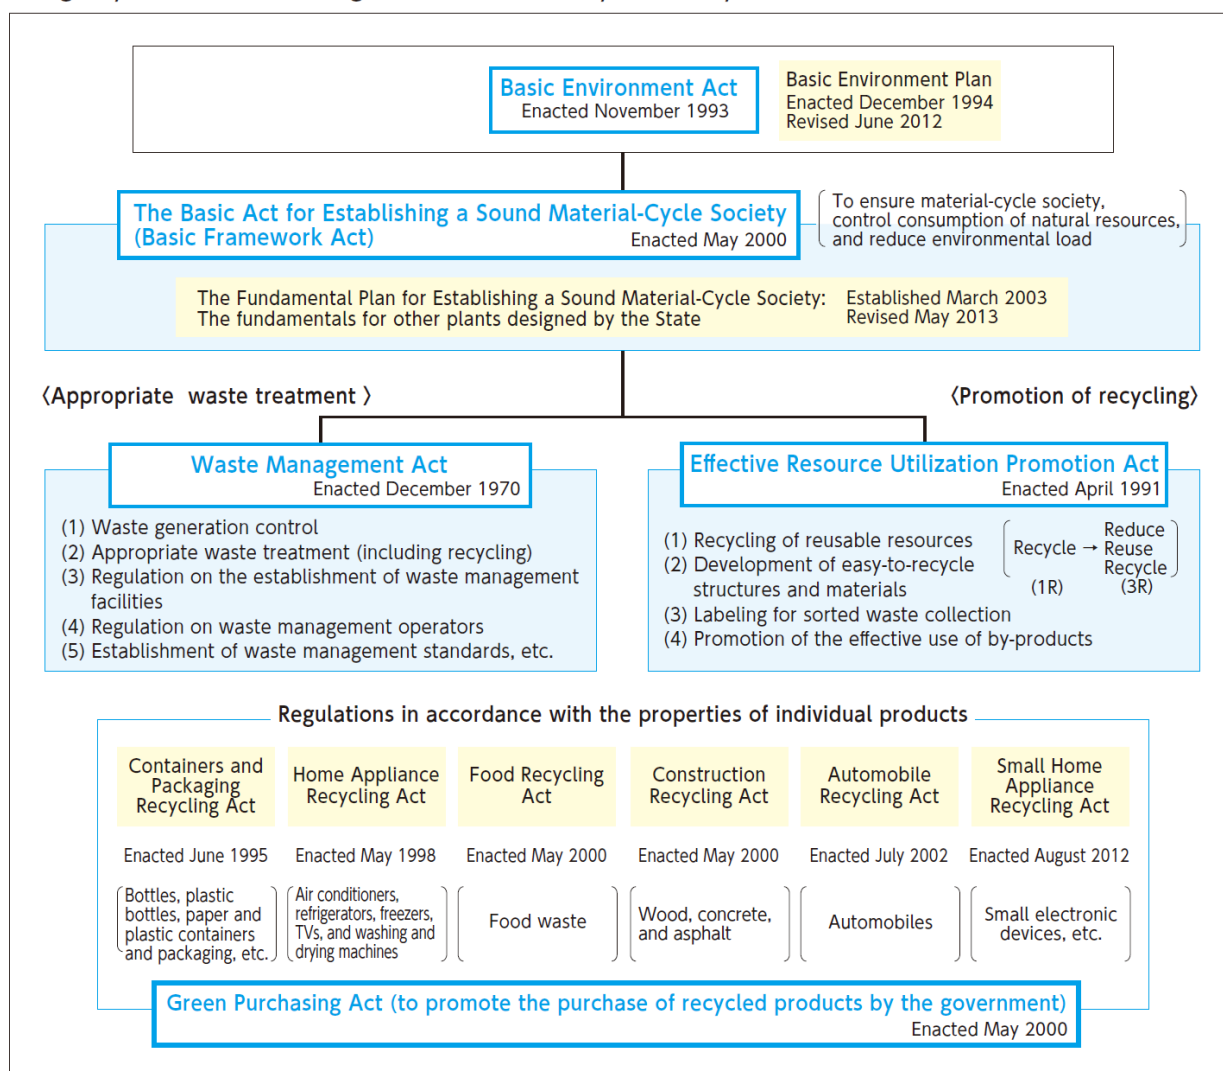 Basic Environment Act
Enacted November 1993
Basic Environment Plan
Enacted December 1994
Revised June 2012
The Basic Act for Establishing a Sound Material-Cycle Society
(Basic Framework Act)
Enacted May 2000
To ensure material-cycle society,
control consumption of natural resources,
and reduce environmental load
The Fundamental Plan for Establishing a Sound Material-Cycle Society: Established March 2003
The fundamentals for other plants designed by the State Revised May 2013
〈Appropriate waste treatment 〉
〈Promotion of recycling〉
Waste Management Act
Enacted December 1970
(1) Waste generation control
(2) Appropriate waste treatment (including recycling)
(3) Regulation on the establishment of waste management
facilities
(4) Regulation on waste management operators
(5) Establishment of waste management standards, etc.
Effective Resource Utilization Promotion Act
Enacted April 1991
(1) Recycling of reusable resources
(2) Development of easy-to-recycle
structures and materials
(3) Labeling for sorted waste collection
(4) Promotion of the effective use of by-products
Recycle →
Reduce
Reuse
Recycle
(1R)
(3R)
Regulations in accordance with the properties of individual products
Containers and
Packaging
Recycling Act
Enacted June 1995
Bottles, plastic
bottles, paper and
plastic containers
and packaging, etc.
Home Appliance
Recycling Act
Enacted May 1998
Air conditioners,
refrigerators, freezers,
TVs, and washing and
drying machines
Food Recycling
Act
Enacted May 2000
Food waste
Construction
Recycling Act
Enacted May 2000
Wood, concrete,
and asphalt
Automobile
Recycling Act
Enacted July 2002
Automobiles
Small Home
Appliance
Recycling Act
Enacted August 2012
Small electronic
devices, etc.
Green Purchasing Act (to promote the purchase of recycled products by the government)
Enacted May 2000